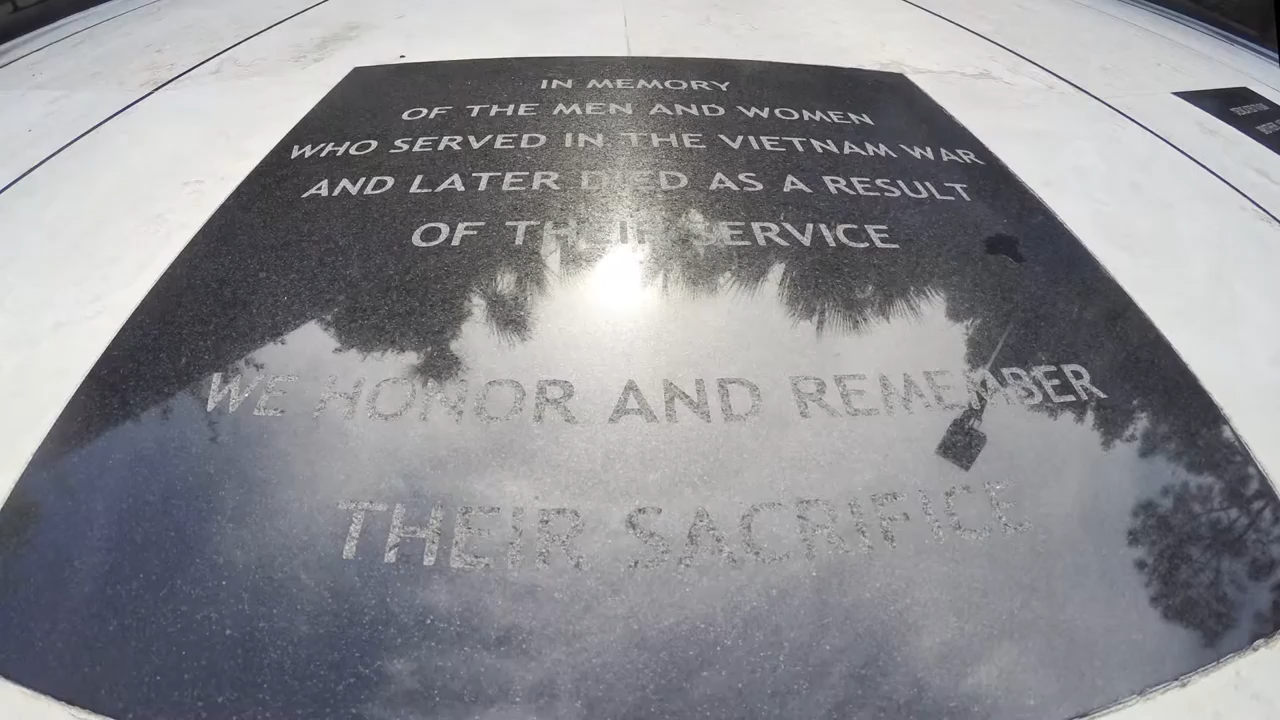 IN MEMORY
OF THE MEN AND WOMEN
WHO SERVED IN THE VIETNAM WAR
AND LATER DIED AS A RESULT
OF THEIR SERVICE
WE HONOR AND REMEMBER
THEIR SACRIFICE